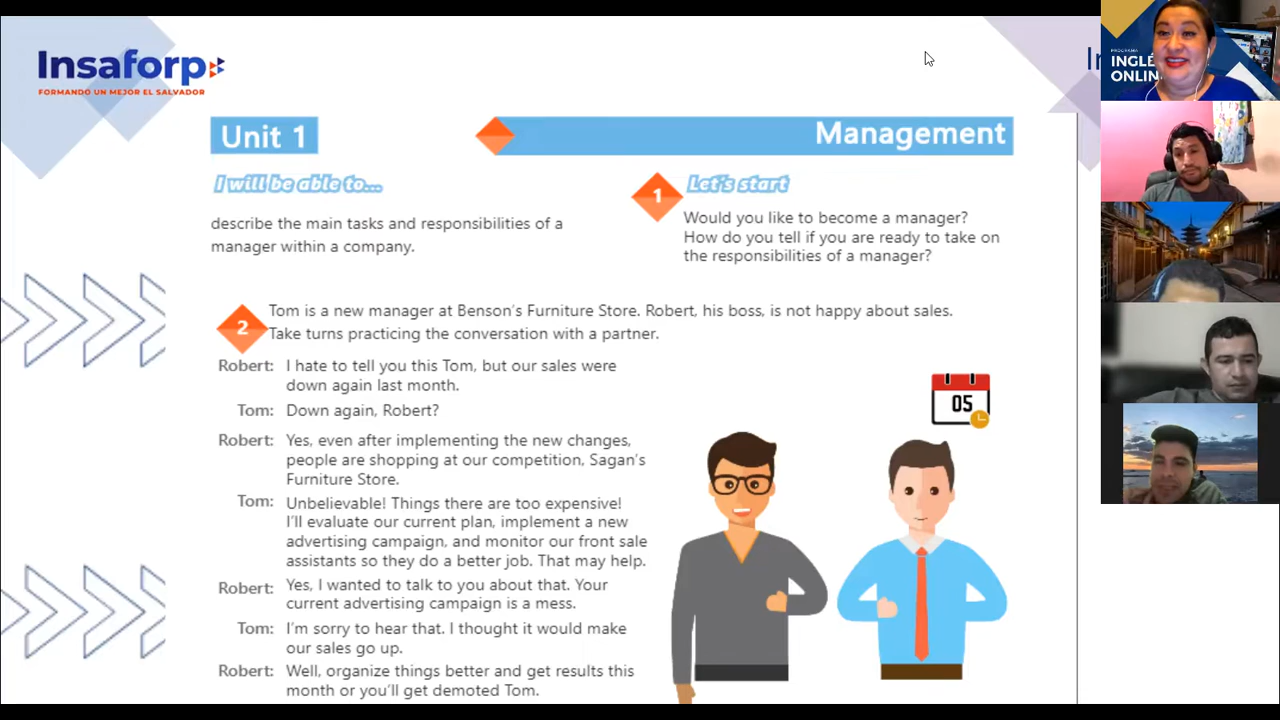 Insaforp
FORMANDO UN MEJOR EL SALVADOR
Unit 1
Management
I will be able to...
describe the main tasks and responsibilities of a
manager within a company.
1
Let's start
Would you like to become a manager?
How do you tell if you are ready to take on
the responsibilities of a manager?
2
Tom is a new manager at Benson's Furniture Store. Robert, his boss, is not happy about sales.
Take turns practicing the conversation with a partner.
Robert: I hate to tell you this Tom, but our sales were
down again last month.
Tom: Down again, Robert?
Robert: Yes, even after implementing the new changes,
people are shopping at our competition, Sagan's
Furniture Store.
Tom: Unbelievable! Things there are too expensive!
I'll evaluate our current plan, implement a new
advertising campaign, and monitor our front sale
assistants so they do a better job. That may help.
Robert: Yes, I wanted to talk to you about that. Your
current advertising campaign is a mess.
Tom: I'm sorry to hear that. I thought it would make
our sales go up.
Robert: Well, organize things better and get results this
month or you'll get demoted Tom.
05
PROGRAMA
INGLÉ
ONLIN